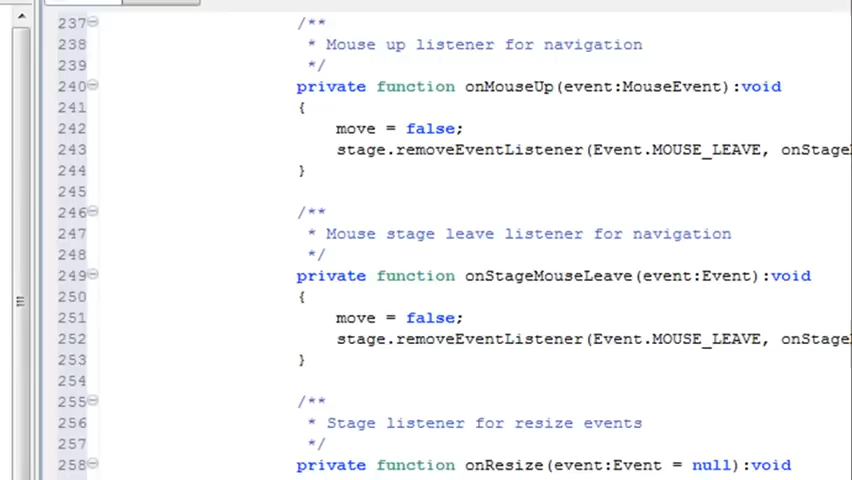 237 /**
238 * Mouse up listener for navigation
239 */
240 private function onMouseUp(event:MouseEvent):void
241 {
242 move = false;
243 stage.removeEventListener(Event.MOUSE_LEAVE, onStage
244 }
245
246 /**
247 * Mouse stage leave listener for navigation
248 */
249 private function onStageMouseLeave(event:Event):void
250 {
251 move = false;
252 stage.removeEventListener(Event.MOUSE_LEAVE, onStage
253 }
254
255 /**
256 * Stage listener for resize events
257 */
258 private function onResize(event:Event = null):void